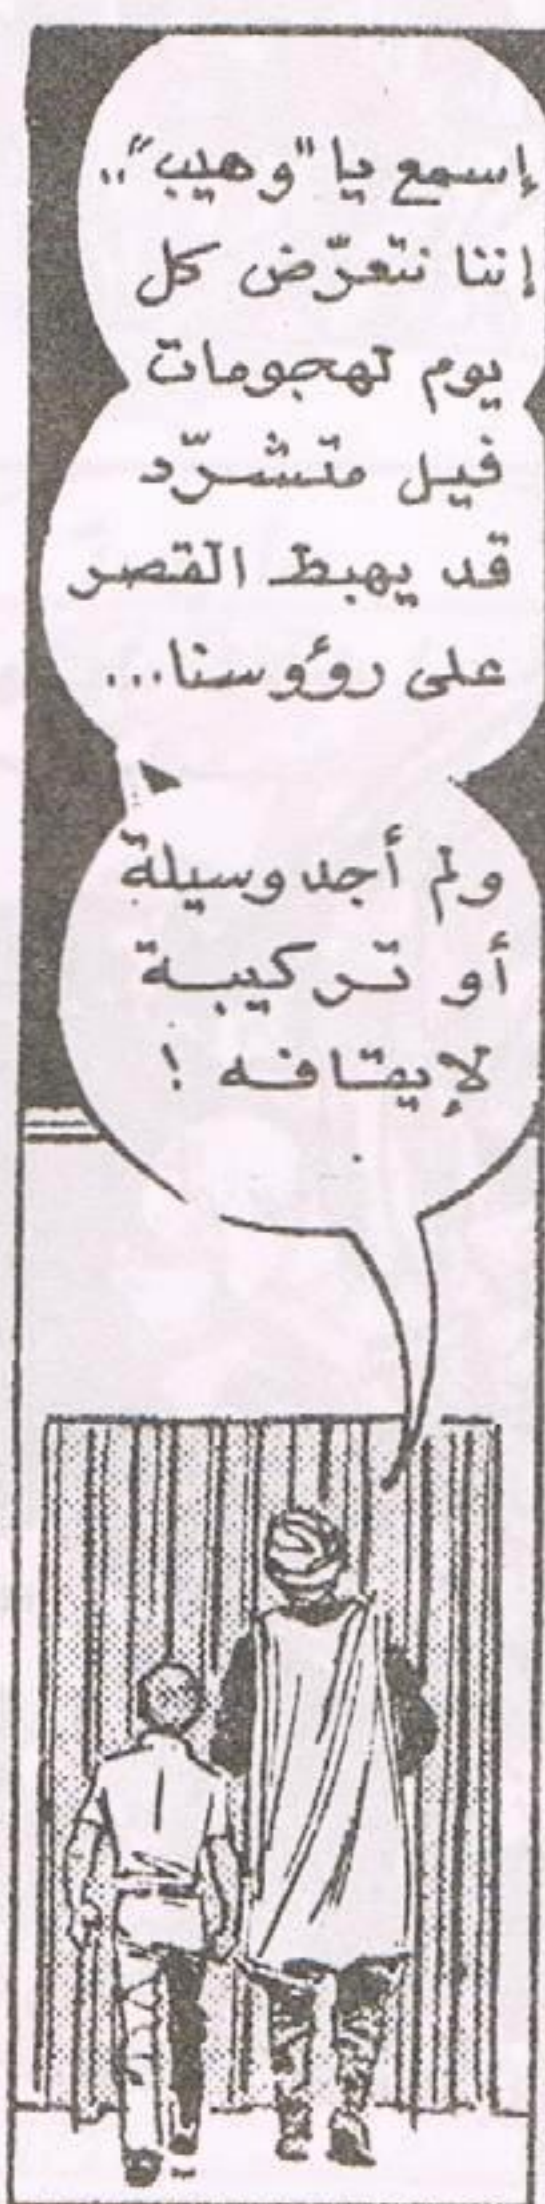 إسمع يا "وهيب"..
إننا نتعرّض كل
يوم لهجومات
فيل متشرّد
قد يهبط القصر
على رؤوسنا...
ولم أجد وسيلة
أو تركيبة
لإيقافه !